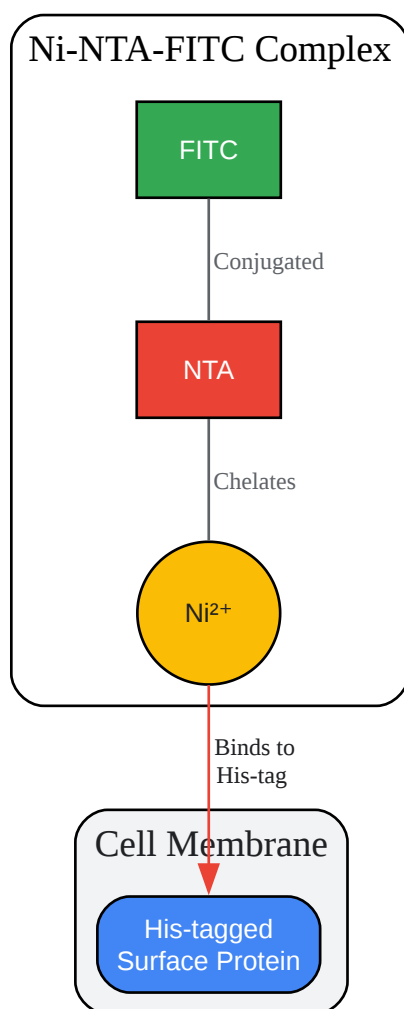 Ni-NTA-FITC Complex
FITC
Conjugated
NTA
Chelates
Ni²⁺
Binds to
His-tag
Cell Membrane
His-tagged
Surface Protein